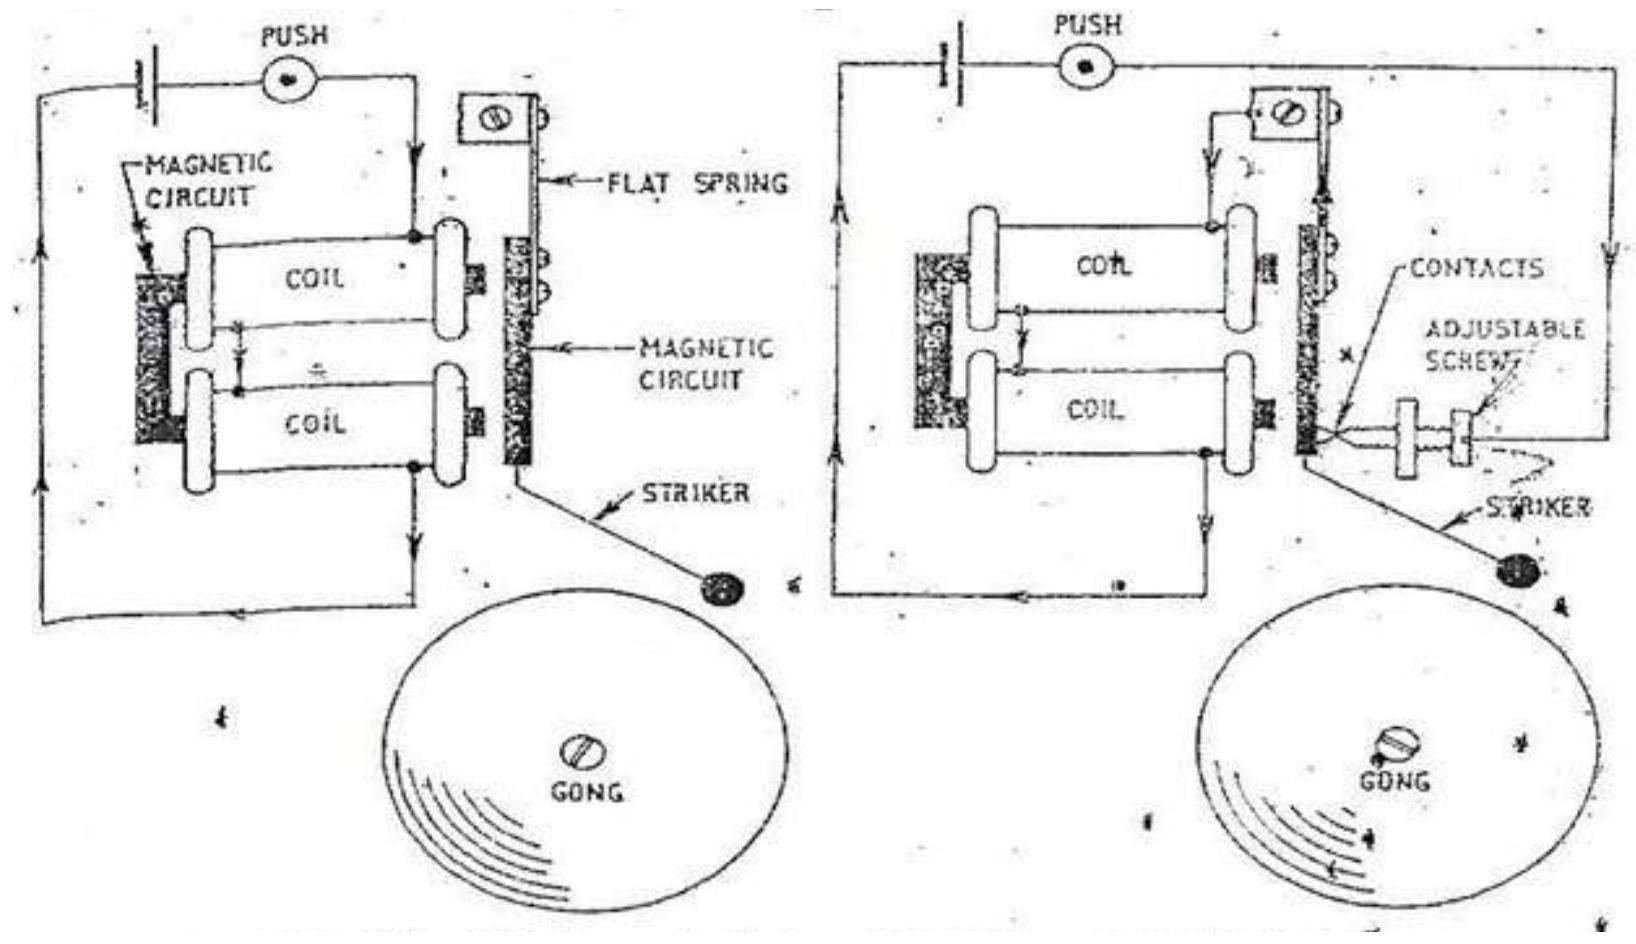 PUSH
MAGNETIC
CIRCUIT
FLAT SPRING
COIL
MAGNETIC
CIRCUIT
COIL
STRIKER
GONG
PUSH
COIL
CONTACTS
ADJUSTABLE
SCREW
COIL
STRIKER
GONG